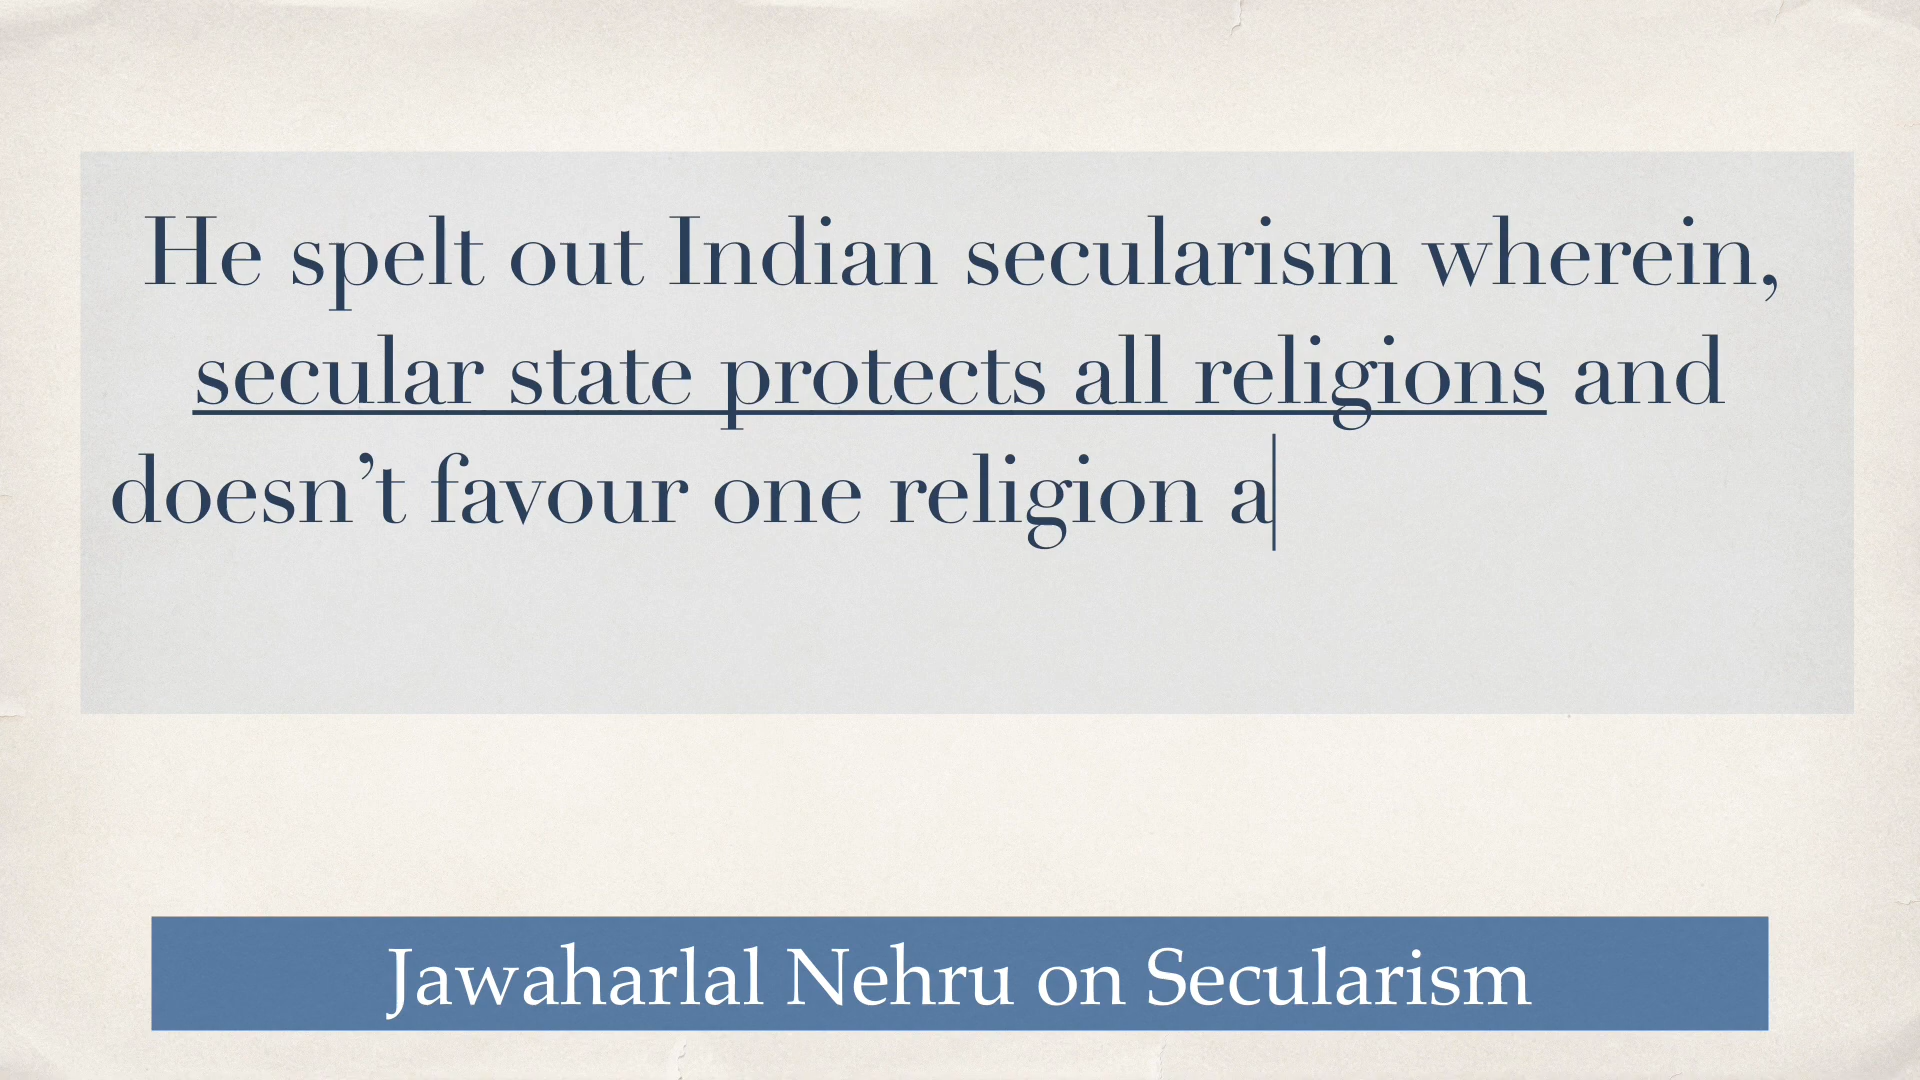 He spelt out Indian secularism wherein,
secular state protects all religions and
doesn’t favour one religion a
Jawaharlal Nehru on Secularism